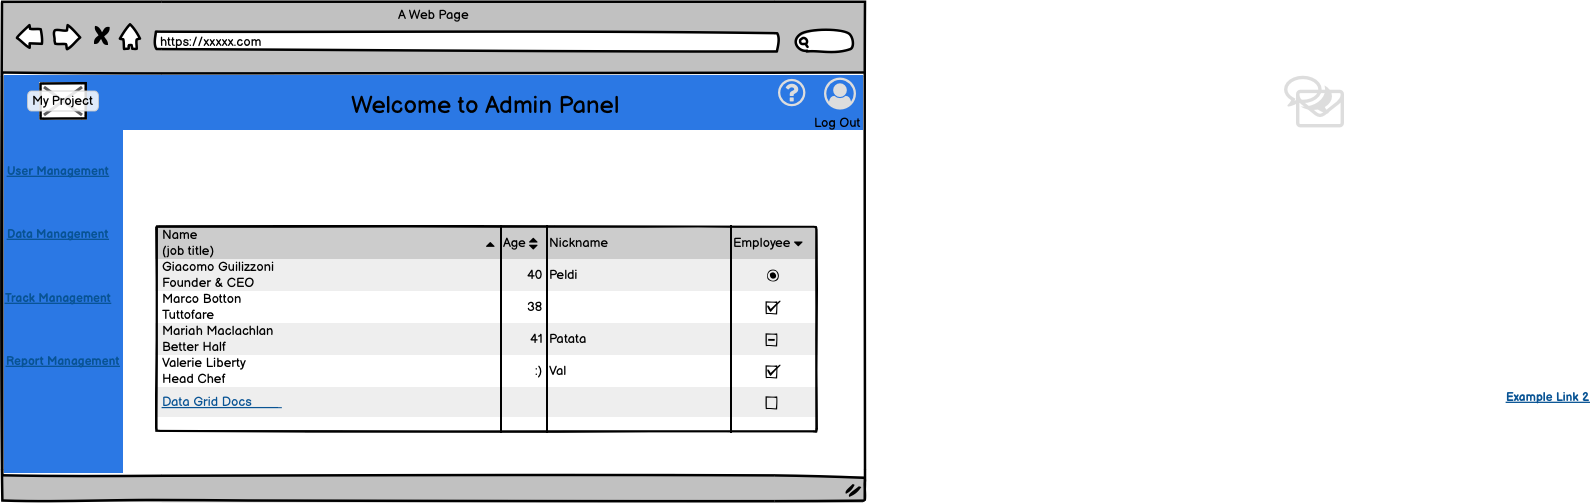 A Web Page
https://xxxxx.com
My Project
Welcome to Admin Panel
?
Log Out
User Management
Data Management
Track Management
Report Management
Name
(job title)
Age
Nickname
Employee
Giacomo Guilizzoni
Founder & CEO
40
Peldi
Marco Botton
Tuttofare
38
Mariah Maclachlan
Better Half
41
Patata
Valerie Liberty
Head Chef
:)
Val
Data Grid Docs
Example Link 2